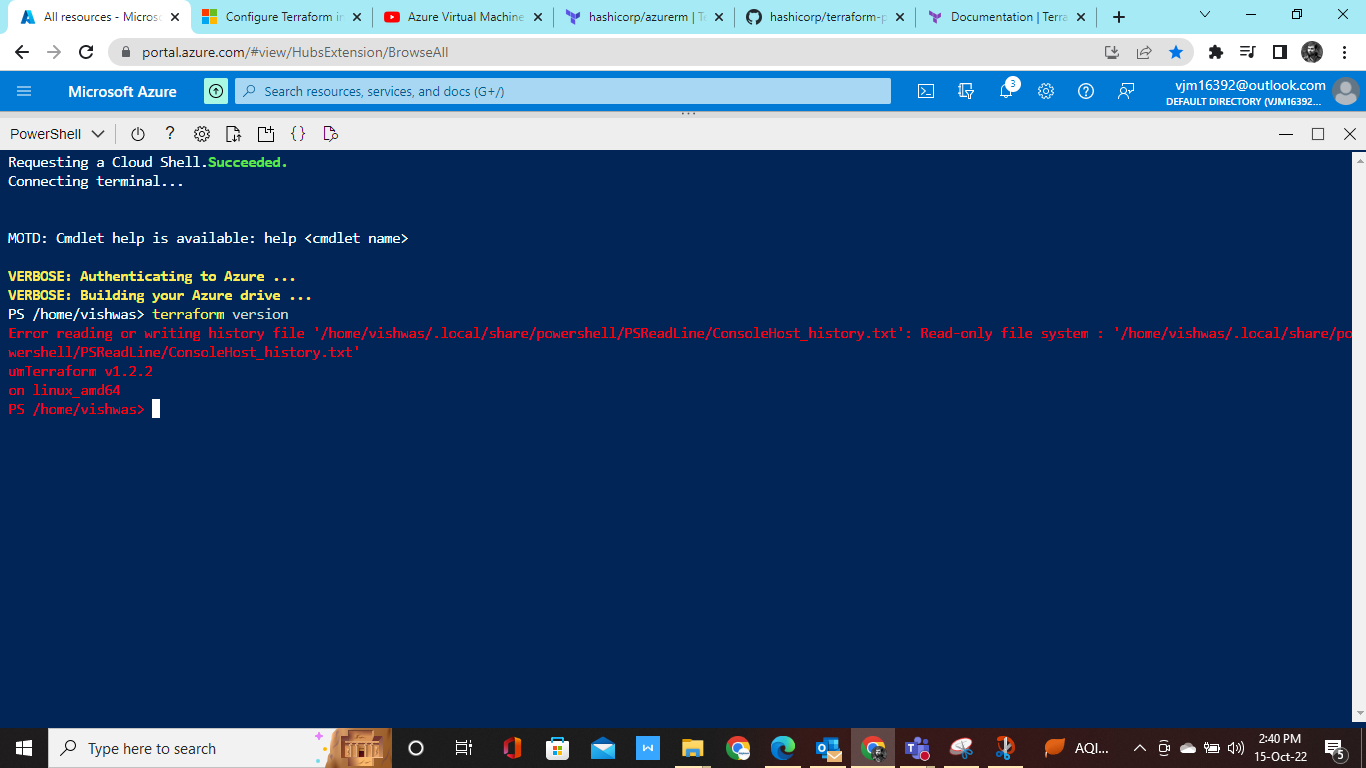 All resources - Microso
Configure Terraform in
Azure Virtual Machine
hashicorp/azurerm | Te
hashicorp/terraform-p
Documentation | Terra
portal.azure.com/#view/HubsExtension/BrowseAll
Microsoft Azure
Search resources, services, and docs (G+/)
3
vjm16392@outlook.com
DEFAULT DIRECTORY (VJM16392...
PowerShell
Requesting a Cloud Shell.Succeeded.
Connecting terminal...
MOTD: Cmdlet help is available: help <cmdlet name>
VERBOSE: Authenticating to Azure ...
VERBOSE: Building your Azure drive ...
PS /home/vishwas> terraform version
Error reading or writing history file '/home/vishwas/.local/share/powershell/PSReadLine/ConsoleHost_history.txt': Read-only file system : '/home/vishwas/.local/share/po
wershell/PSReadLine/ConsoleHost_history.txt'
umTerraform v1.2.2
on linux_amd64
PS /home/vishwas>
Type here to search
AQI...
2:40 PM
15-Oct-22
5